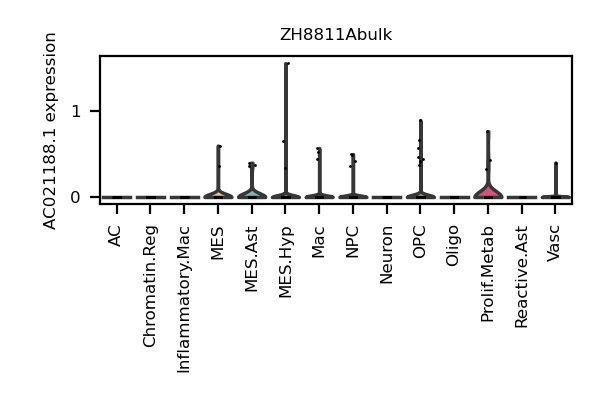 ZH8811Abulk
AC021188.1 expression
1
0
AC
Chromatin.Reg
Inflammatory.Mac
MES
MES.Ast
MES.Hyp
Mac
NPC
Neuron
OPC
Oligo
Prolif.Metab
Reactive.Ast
Vasc